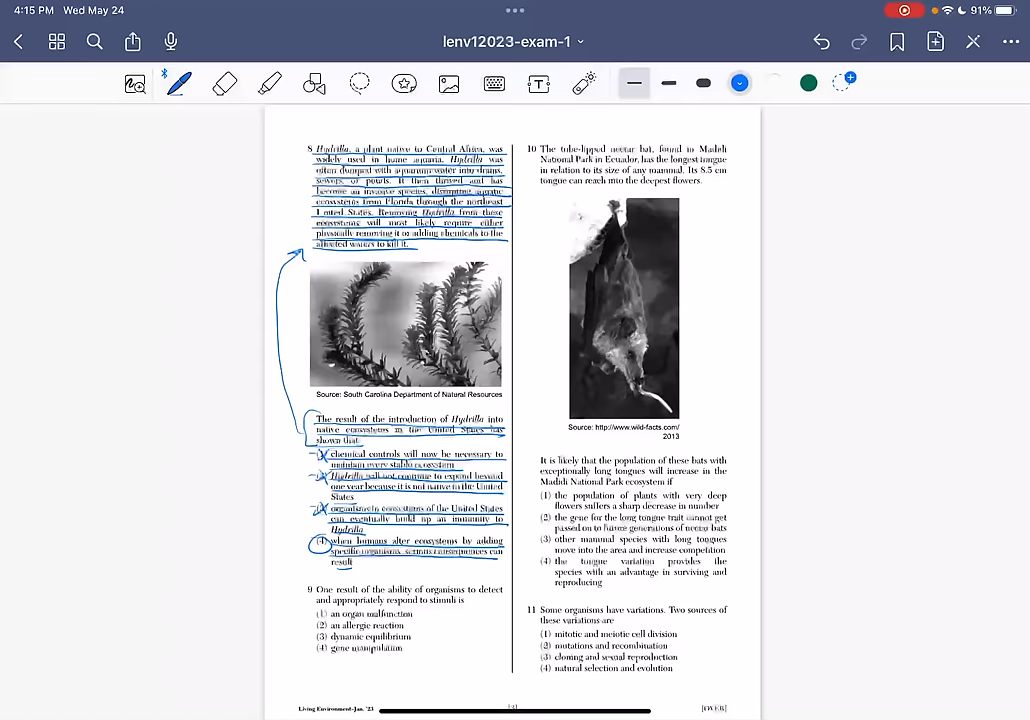 4:15 PM Wed May 24
91%
lenv12023-exam-1
8 Hydrilla, a plant native to Central Africa, was
widely used in home aquaria. Hydrilla was
often dumped with aquarium water into drains,
sewers, or ponds. It then thrived and has
become an invasive species, disrupting aquatic
ecosystems from Florida through the northeast
United States. Removing Hydrilla from these
ecosystems will most likely require either
physically removing it or adding chemicals to the
affected waters to kill it.
Source: South Carolina Department of Natural Resources
The result of the introduction of Hydrilla into
native ecosystems in the United States has
shown that
chemical controls will now be necessary to
maintain every stable ecosystem
Hydrilla will not continue to expand beyond
one year because it is not native to the United
States
organisms in ecosystems of the United States
can eventually build up an immunity to
Hydrilla
(4) when humans alter ecosystems by adding
specific organisms, serious consequences can
result
9 One result of the ability of organisms to detect
and appropriately respond to stimuli is
(1) an organ malfunction
(2) an allergic reaction
(3) dynamic equilibrium
(4) gene manipulation
10 The tube-lipped nectar bat, found in Madidi
National Park in Ecuador, has the longest tongue
in relation to its size of any mammal. Its 8.5 cm
tongue can reach into the deepest flowers.
Source: http://www.wild-facts.com/
2013
It is likely that the population of these bats with
exceptionally long tongues will increase in the
Madidi National Park ecosystem if
(1) the population of plants with very deep
flowers suffers a sharp decrease in number
(2) the gene for the long tongue trait cannot get
passed on to future generations of nectar bats
(3) other mammal species with long tongues
move into the area and increase competition
(4) the tongue variation provides the
species with an advantage in surviving and
reproducing
11 Some organisms have variations. Two sources of
these variations are
(1) mitotic and meiotic cell division
(2) mutations and recombination
(3) cloning and sexual reproduction
(4) natural selection and evolution
Living Environment–Jan. '23
[OVER]